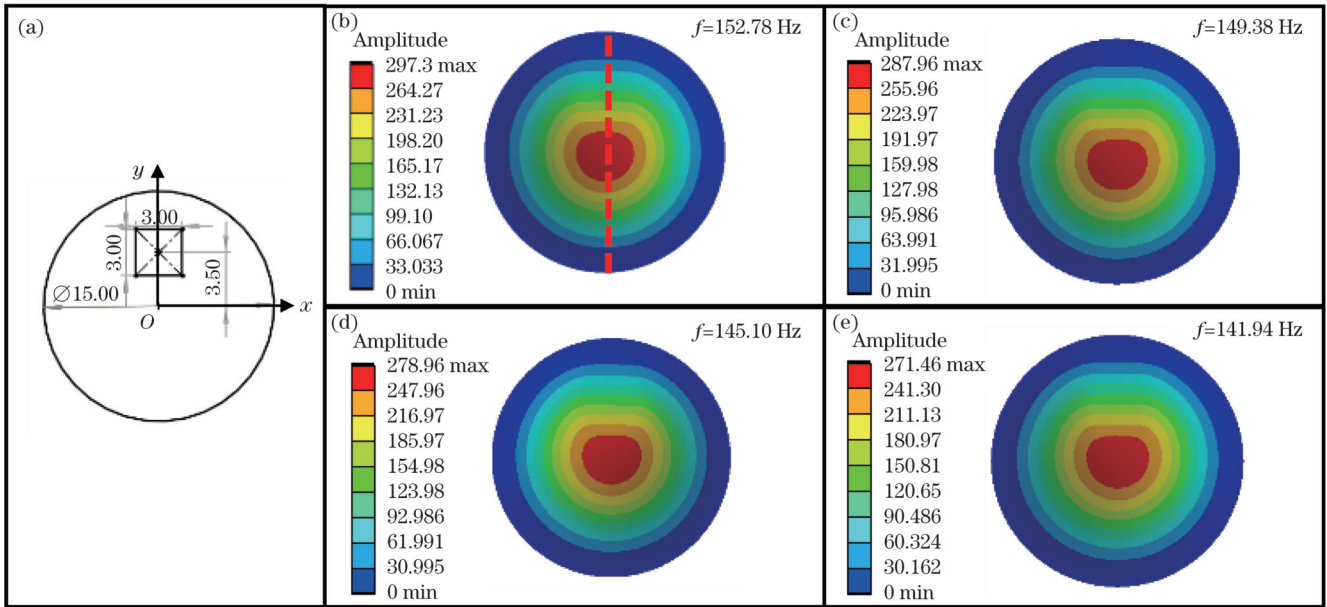 (a)
y
3.00
3.00
3.50
∅15.00
x
O
(b)
f=152.78 Hz
Amplitude
297.3 max
264.27
231.23
198.20
165.17
132.13
99.10
66.067
33.033
0 min
(c)
f=149.38 Hz
Amplitude
287.96 max
255.96
223.97
191.97
159.98
127.98
95.986
63.991
31.995
0 min
(d)
f=145.10 Hz
Amplitude
278.96 max
247.96
216.97
185.97
154.98
123.98
92.986
61.991
30.995
0 min
(e)
f=141.94 Hz
Amplitude
271.46 max
241.30
211.13
180.97
150.81
120.65
90.486
60.324
30.162
0 min